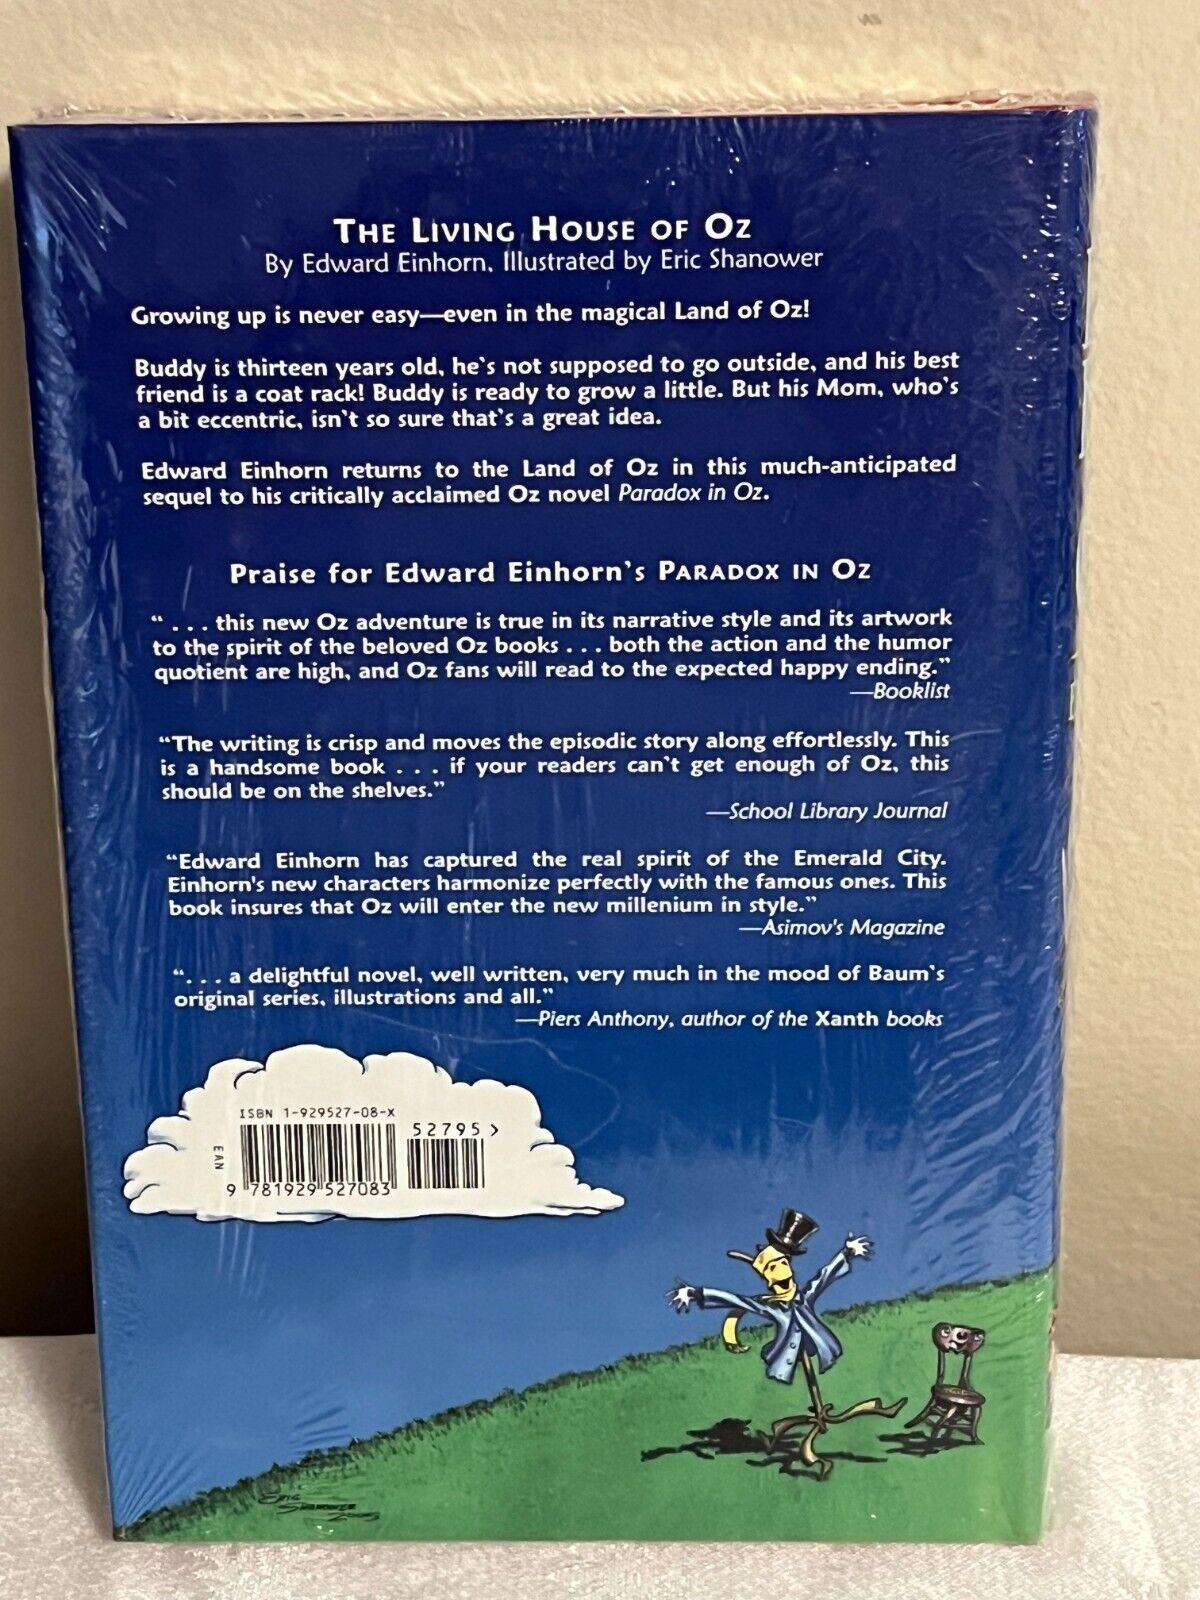 THE LIVING HOUSE OF OZ
By Edward Einhorn, Illustrated by Eric Shanower
Growing up is never easy—even in the magical Land of Oz!
Buddy is thirteen years old, he's not supposed to go outside, and his best
friend is a coat rack! Buddy is ready to grow a little. But his Mom, who's
a bit eccentric, isn't so sure that's a great idea.
Edward Einhorn returns to the Land of Oz in this much-anticipated
sequel to his critically acclaimed Oz novel Paradox in Oz.
Praise for Edward Einhorn's PARADOX IN OZ
“ . . . this new Oz adventure is true in its narrative style and its artwork
to the spirit of the beloved Oz books . . . both the action and the humor
quotient are high, and Oz fans will read to the expected happy ending.”
—Booklist
“The writing is crisp and moves the episodic story along effortlessly. This
is a handsome book . . . if your readers can't get enough of Oz, this
should be on the shelves.”
—School Library Journal
“Edward Einhorn has captured the real spirit of the Emerald City.
Einhorn's new characters harmonize perfectly with the famous ones. This
book insures that Oz will enter the new millenium in style.”
—Asimov's Magazine
“. . . a delightful novel, well written, very much in the mood of Baum's
original series, illustrations and all.”
—Piers Anthony, author of the Xanth books
ISBN 1-929527-08-X
52795>
EAN
9 781929 527083
Eric
Shanower
2005